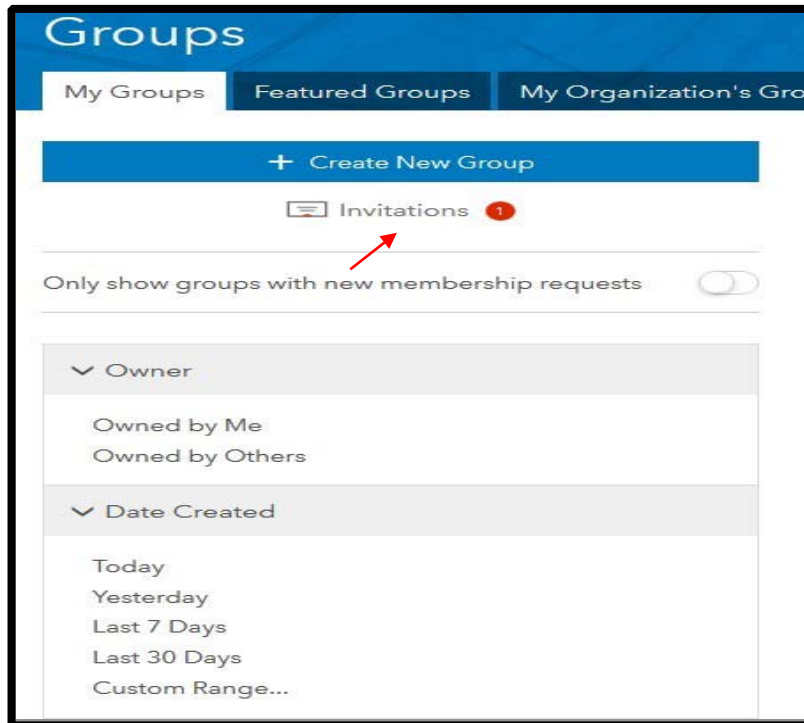 Groups
My Groups Featured Groups My Organization's Gro
+ Create New Group
Invitations 1
Only show groups with new membership requests
Owner
Owned by Me
Owned by Others
Date Created
Today
Yesterday
Last 7 Days
Last 30 Days
Custom Range...